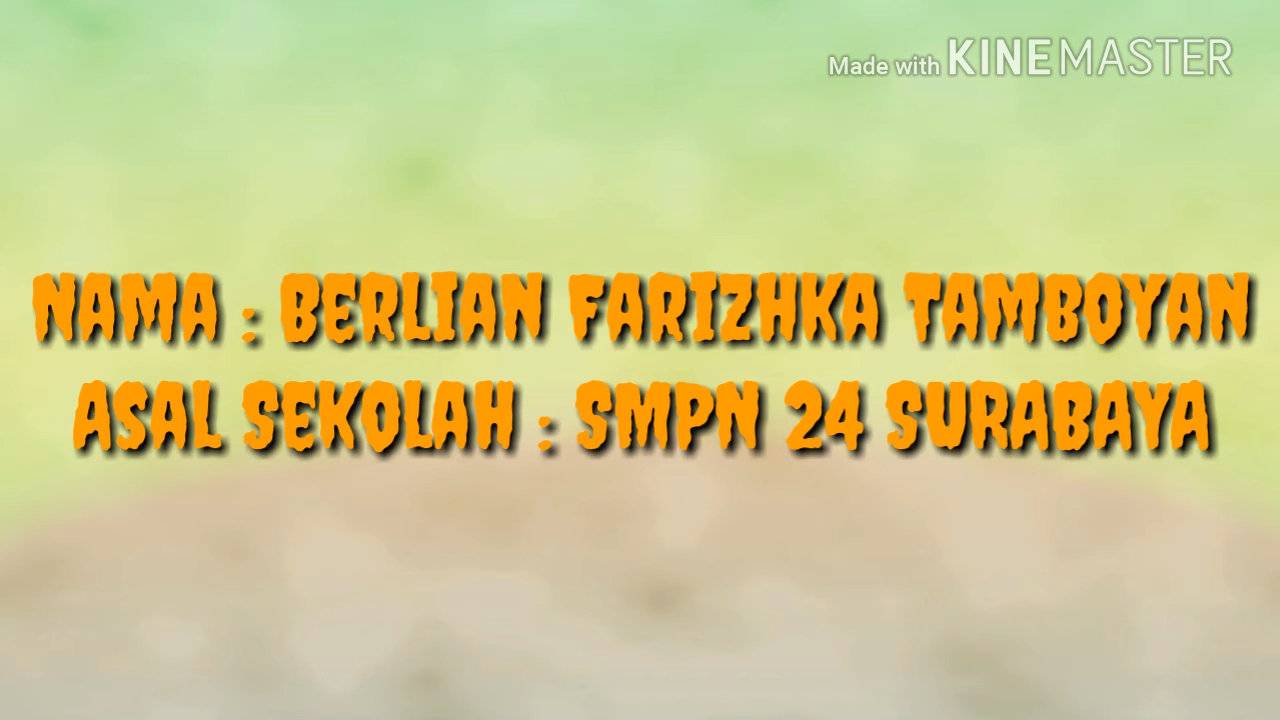 Made with KINEMASTER
NAMA : BERLIAN FARIZHKA TAMBOYAN
ASAL SEKOLAH : SMPN 24 SURABAYA